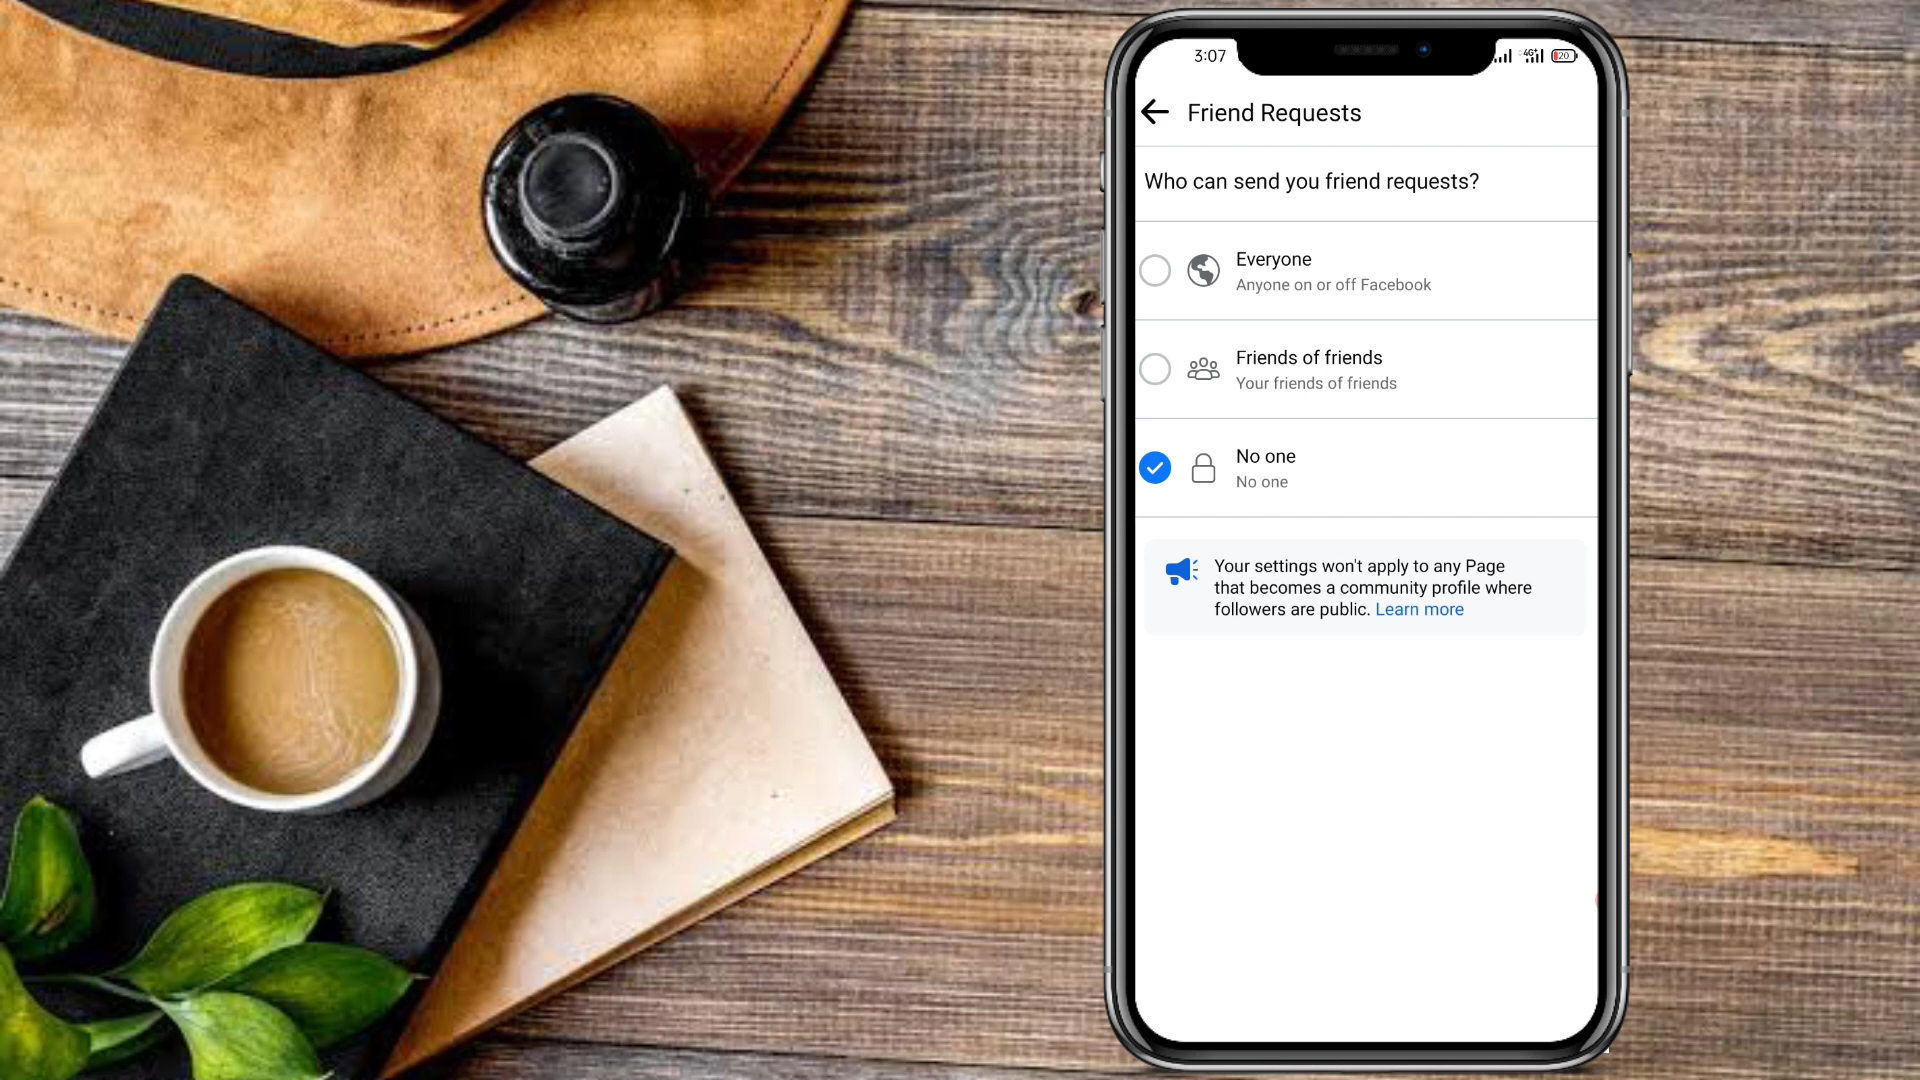 3:07
4G+
20
Friend Requests
Who can send you friend requests?
Everyone
Anyone on or off Facebook
Friends of friends
Your friends of friends
No one
No one
Your settings won't apply to any Page
that becomes a community profile where
followers are public. Learn more